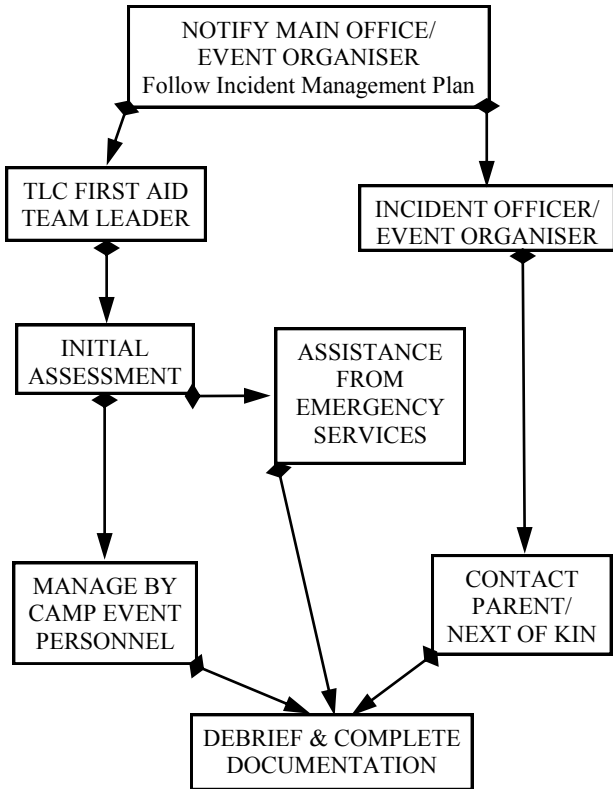 NOTIFY MAIN OFFICE/
EVENT ORGANISER
Follow Incident Management Plan
TLC FIRST AID
TEAM LEADER
INCIDENT OFFICER/
EVENT ORGANISER
INITIAL
ASSESSMENT
ASSISTANCE
FROM
EMERGENCY
SERVICES
MANAGE BY
CAMP EVENT
PERSONNEL
CONTACT
PARENT/
NEXT OF KIN
DEBRIEF & COMPLETE
DOCUMENTATION